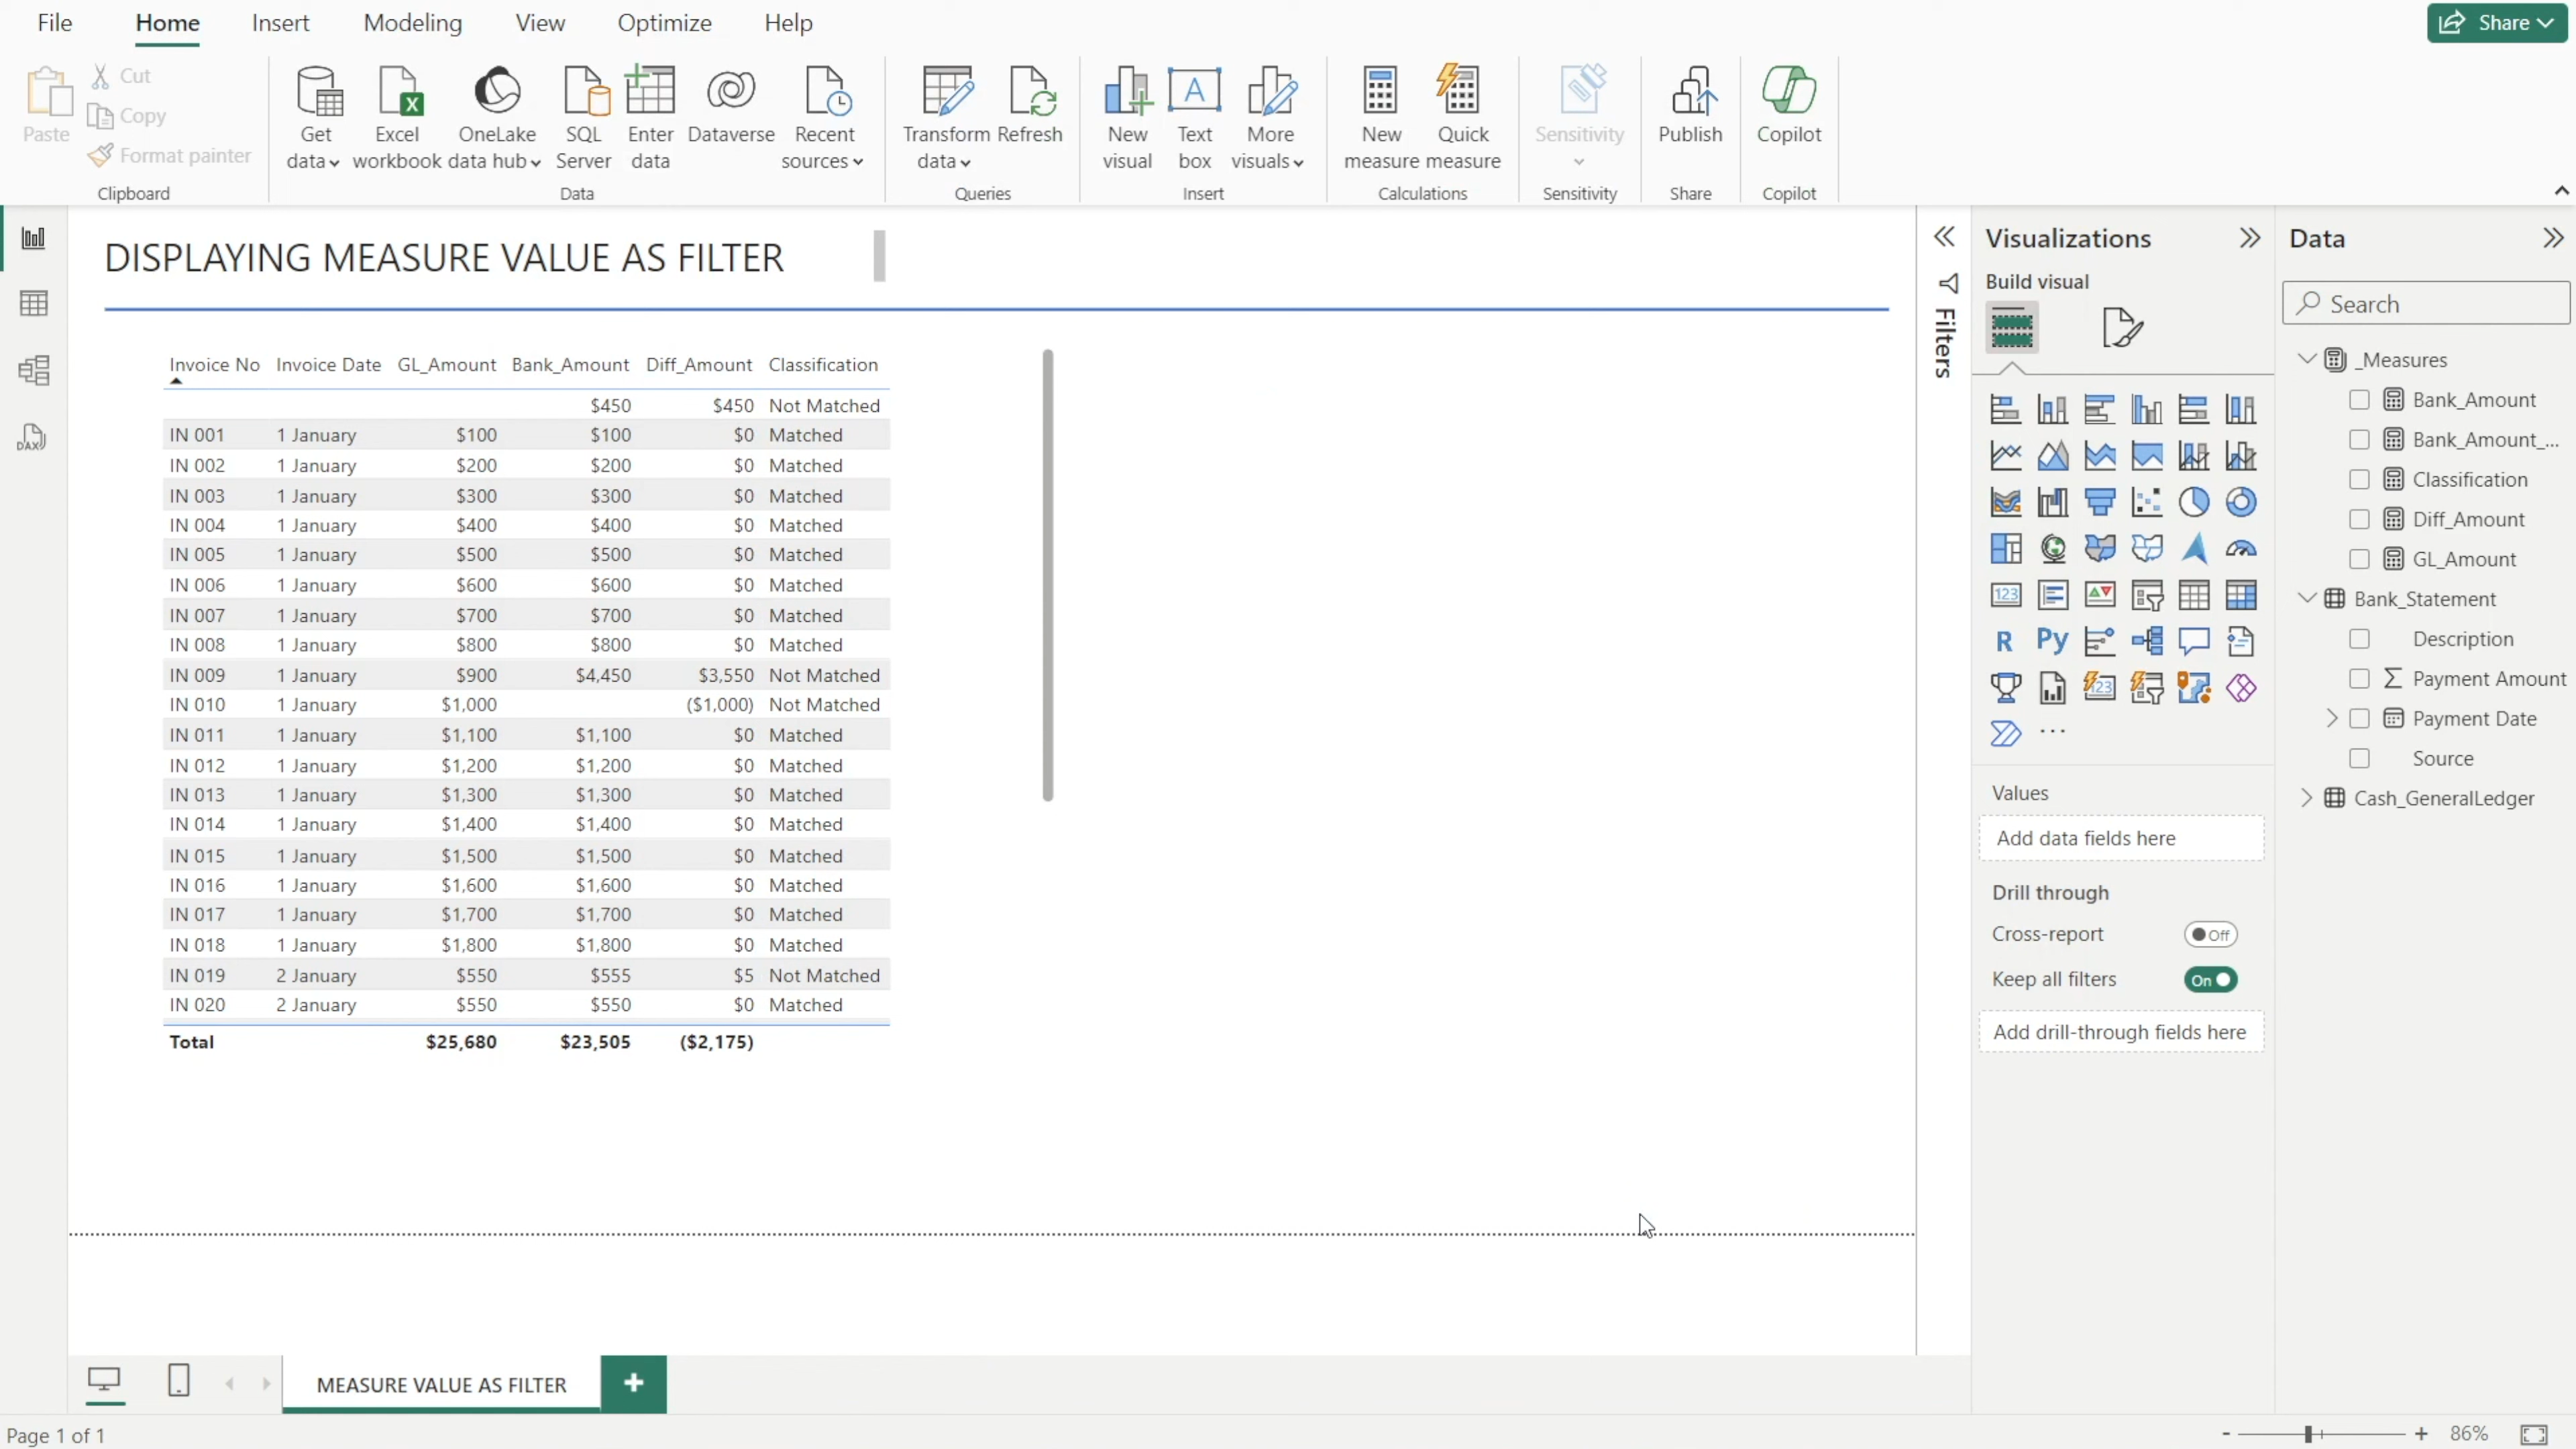 File Home Insert Modeling View Optimize Help Share
Paste
Cut
Copy
Format painter
Clipboard
Get data
Excel workbook
OneLake data hub
SQL Server
Enter data
Dataverse
Recent sources
Data
Transform data
Refresh
Queries
New visual
Text box
More visuals
Insert
New measure
Quick measure
Calculations
Sensitivity
Sensitivity
Publish
Share
Copilot
Copilot
DISPLAYING MEASURE VALUE AS FILTER
Invoice No Invoice Date GL_Amount Bank_Amount Diff_Amount Classification
$450 $450 Not Matched
IN 001 1 January $100 $100 $0 Matched
IN 002 1 January $200 $200 $0 Matched
IN 003 1 January $300 $300 $0 Matched
IN 004 1 January $400 $400 $0 Matched
IN 005 1 January $500 $500 $0 Matched
IN 006 1 January $600 $600 $0 Matched
IN 007 1 January $700 $700 $0 Matched
IN 008 1 January $800 $800 $0 Matched
IN 009 1 January $900 $4,450 $3,550 Not Matched
IN 010 1 January $1,000 ($1,000) Not Matched
IN 011 1 January $1,100 $1,100 $0 Matched
IN 012 1 January $1,200 $1,200 $0 Matched
IN 013 1 January $1,300 $1,300 $0 Matched
IN 014 1 January $1,400 $1,400 $0 Matched
IN 015 1 January $1,500 $1,500 $0 Matched
IN 016 1 January $1,600 $1,600 $0 Matched
IN 017 1 January $1,700 $1,700 $0 Matched
IN 018 1 January $1,800 $1,800 $0 Matched
IN 019 2 January $550 $555 $5 Not Matched
IN 020 2 January $550 $550 $0 Matched
Total $25,680 $23,505 ($2,175)
DAX
Filters
Visualizations
Build visual
123
R Py
123
Values
Add data fields here
Drill through
Cross-report Off
Keep all filters On
Add drill-through fields here
Data
Search
_Measures
Bank_Amount
Bank_Amount_...
Classification
Diff_Amount
GL_Amount
Bank_Statement
Description
Payment Amount
Payment Date
Source
Cash_GeneralLedger
MEASURE VALUE AS FILTER
Page 1 of 1
- + 86%